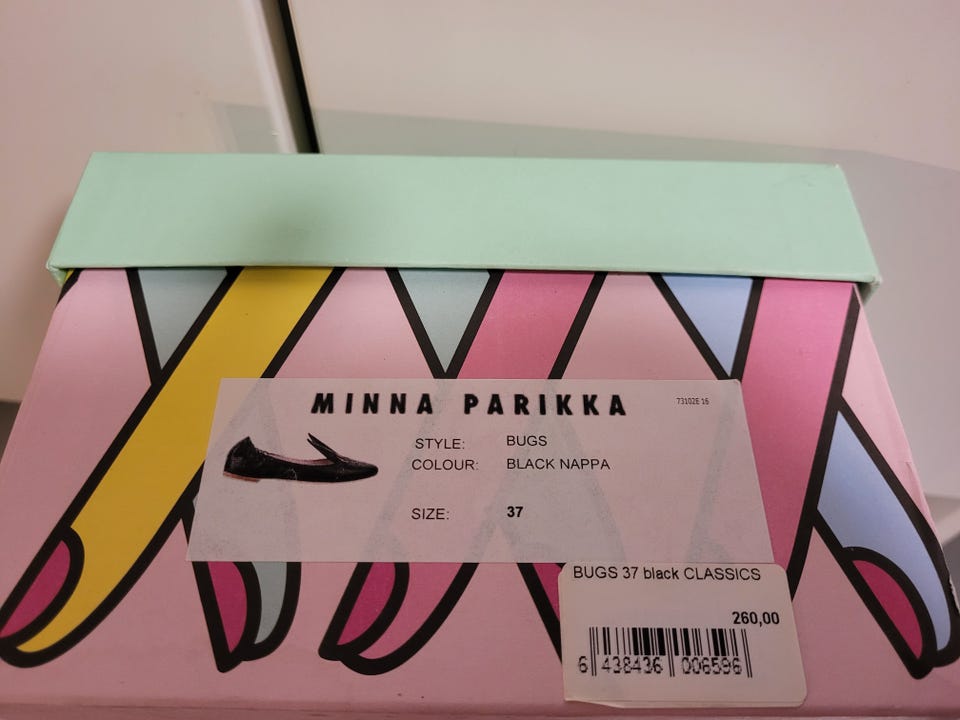 MINNA PARIKKA
73102E 16
STYLE: BUGS
COLOUR: BLACK NAPPA
SIZE: 37
BUGS 37 black CLASSICS
260,00
6 438436 006596